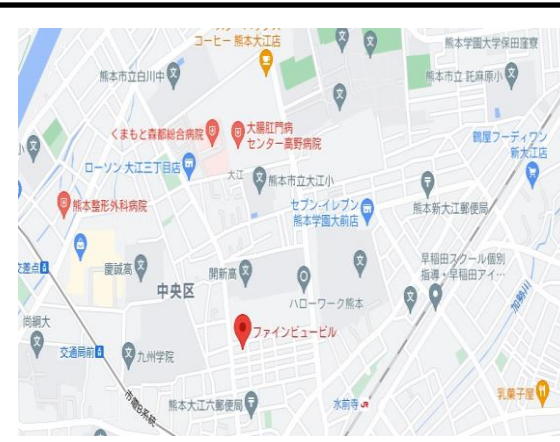 コーヒー 熊本大江店
熊本学園大学保田窪寮
熊本市立白川中
熊本市立 託麻原小
くまもと森都総合病院
大腸肛門病
センター高野病院
鶴屋フーディワン
新大江店
ローソン 大江三丁目店
大江
熊本市立大江小
熊本整形外科病院
セブン-イレブン
熊本学園大前店
熊本新大江郵便局
交差点
慶誠高
開新高
早稲田スクール個別
指導・早稲田アイ…
中央区
ハローワーク熊本
加勢川
尚絅大
ファインビュービル
交通局前
九州学院
市電B系統
熊本大江六郵便局
水前寺 JR
乳菓子屋